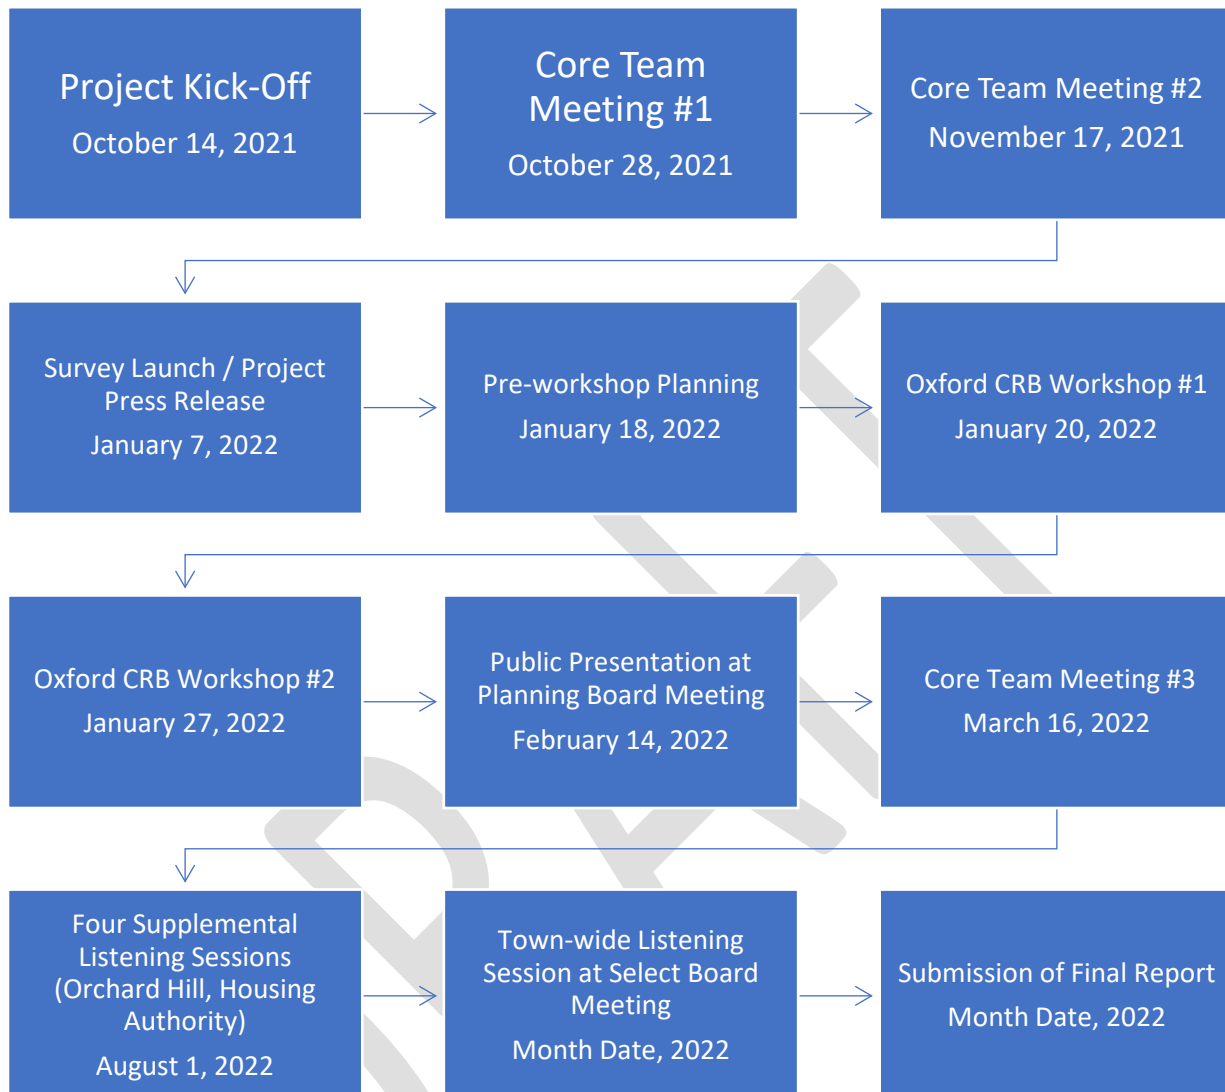 Project Kick-Off
October 14, 2021
Core Team
Meeting #1
October 28, 2021
Core Team Meeting #2
November 17, 2021
Survey Launch / Project
Press Release
January 7, 2022
Pre-workshop Planning
January 18, 2022
Oxford CRB Workshop #1
January 20, 2022
Oxford CRB Workshop #2
January 27, 2022
Public Presentation at
Planning Board Meeting
February 14, 2022
Core Team Meeting #3
March 16, 2022
Four Supplemental
Listening Sessions
(Orchard Hill, Housing
Authority)
August 1, 2022
Town-wide Listening
Session at Select Board
Meeting
Month Date, 2022
Submission of Final Report
Month Date, 2022
DRAFT